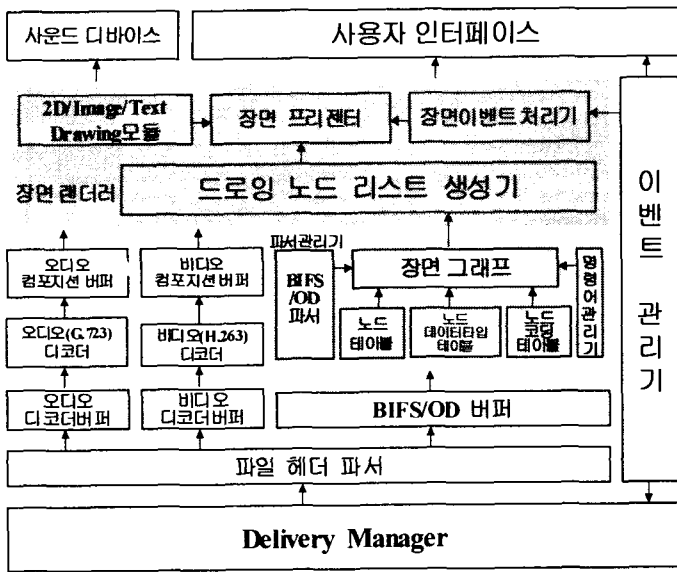 사운드 디바이스
사용자 인터페이스
2D/Image/Text
Drawing모듈
장면 프리젠터
장면이벤트처리기
장면 랜더러
드로잉 노드 리스트 생성기
이벤트 관리기
오디오
컴포지션 버퍼
비디오
컴포지션 버퍼
파서관리기
BIFS
/OD
파서
장면 그래프
명령어관리기
노드
테이블
노드
데이터타입
테이블
노드
코딩
테이블
오디오(G.723)
디코더
비디오(H.263)
디코더
오디오
디코더버퍼
비디오
디코더버퍼
BIFS/OD 버퍼
파일 헤더 파서
Delivery Manager